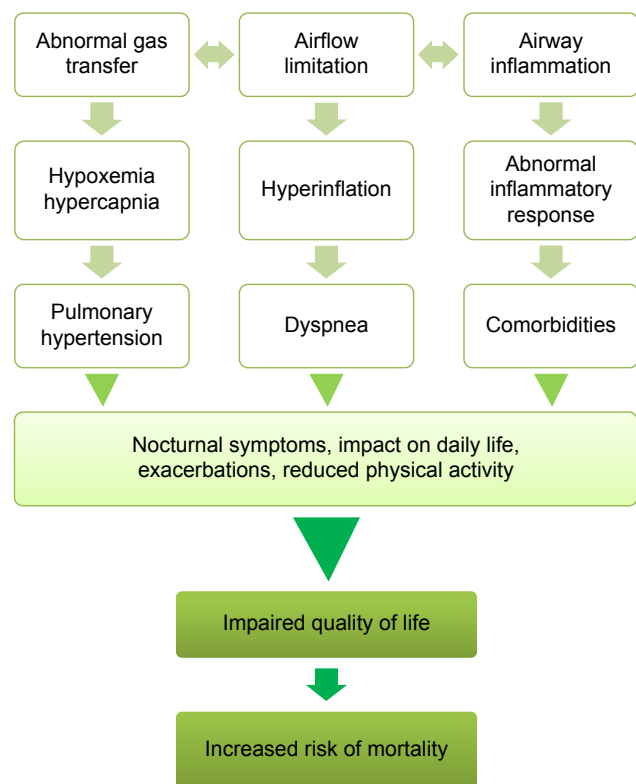 Abnormal gas
transfer
Airflow
limitation
Airway
inflammation
Hypoxemia
hypercapnia
Hyperinflation
Abnormal
inflammatory
response
Pulmonary
hypertension
Dyspnea
Comorbidities
Nocturnal symptoms, impact on daily life,
exacerbations, reduced physical activity
Impaired quality of life
Increased risk of mortality